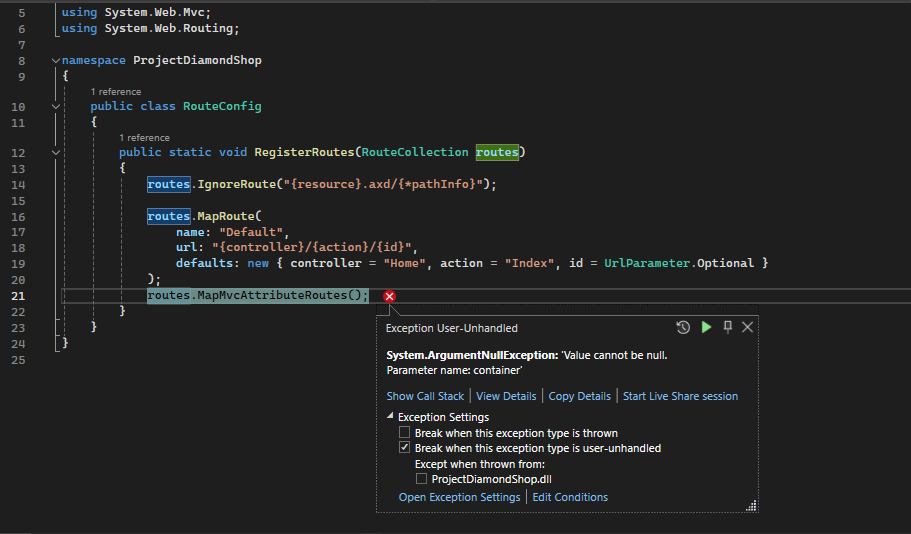 5 using System.Web.Mvc;
6 using System.Web.Routing;
7
8 namespace ProjectDiamondShop
9 {
1 reference
10 public class RouteConfig
11 {
1 reference
12 public static void RegisterRoutes(RouteCollection routes)
13 {
14 routes.IgnoreRoute("{resource}.axd/{*pathInfo}");
15
16 routes.MapRoute(
17 name: "Default",
18 url: "{controller}/{action}/{id}",
19 defaults: new { controller = "Home", action = "Index", id = UrlParameter.Optional }
20 );
21 routes.MapMvcAttributeRoutes();
22 }
23 }
24 }
25
Exception User-Unhandled
System.ArgumentNullException: 'Value cannot be null.
Parameter name: container'
Show Call Stack | View Details | Copy Details | Start Live Share session
Exception Settings
Break when this exception type is thrown
Break when this exception type is user-unhandled
Except when thrown from:
ProjectDiamondShop.dll
Open Exception Settings | Edit Conditions